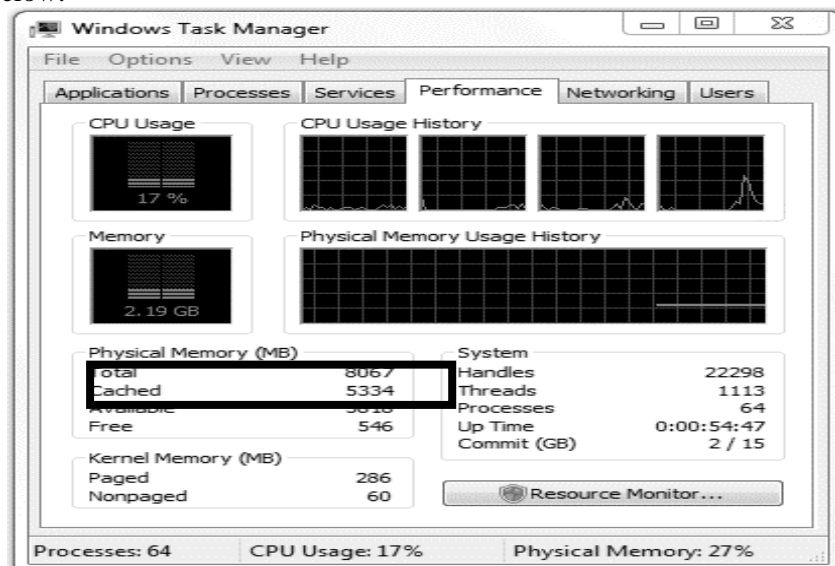 Windows Task Manager
File Options View Help
Applications Processes Services Performance Networking Users
CPU Usage CPU Usage History
17 %
Memory Physical Memory Usage History
2.19 GB
Physical Memory (MB) System
Total 8067 Handles 22298
Cached 5334 Threads 1113
Available Processes 64
Free 546 Up Time 0:00:54:47
Commit (GB) 2 / 15
Kernel Memory (MB)
Paged 286
Nonpaged 60 Resource Monitor...
Processes: 64 CPU Usage: 17% Physical Memory: 27%